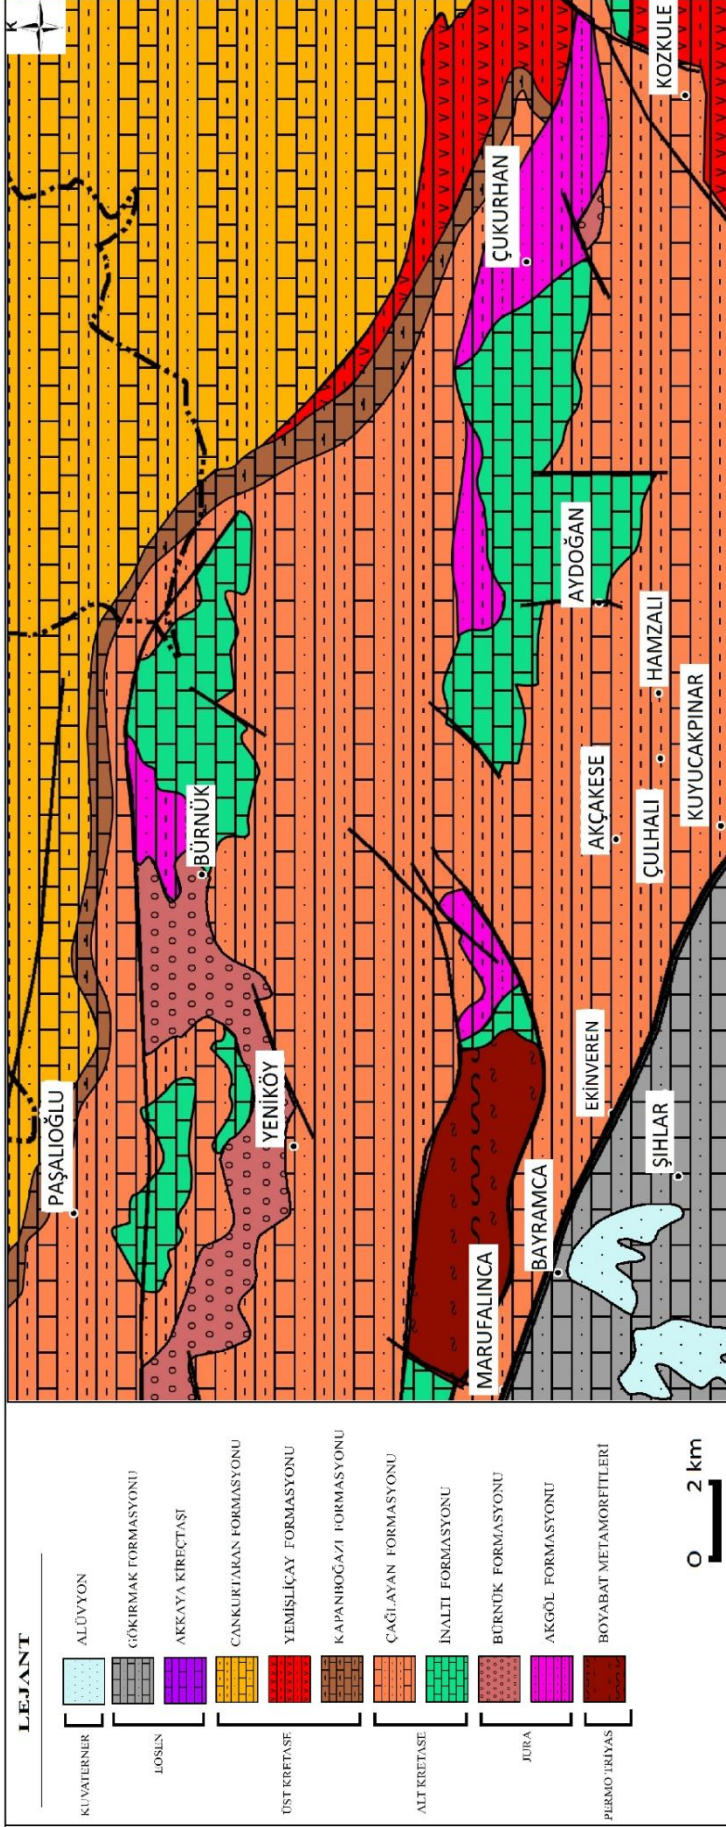 K
LEJANT
KUVATERNER
ALÜVYON
EOSEN
GÖKIRMAK FORMASYONU
AKKAYA KİREÇTAŞI
ÜST KRETASE
CANKURTARAN FORMASYONU
YEMİŞLİÇAY FORMASYONU
KAPANBOĞAZI FORMASYONU
ALT KRETASE
ÇAĞLAYAN FORMASYONU
İNALTI FORMASYONU
JURA
BÜRNÜK FORMASYONU
AKGÖL FORMASYONU
PERMO TRİYAS
BOYABAT METAMORFİTLERİ
0 2 km
PAŞALIOĞLU
BÜRNÜK
YENİKÖY
ÇUKURHAN
KOZKULE
AYDOĞAN
HAMZALI
AKÇAKESE
ÇULHALI
KUYUCAKPINAR
MARUFALINCA
BAYRAMCA
EKİNVEREN
ŞIHLAR